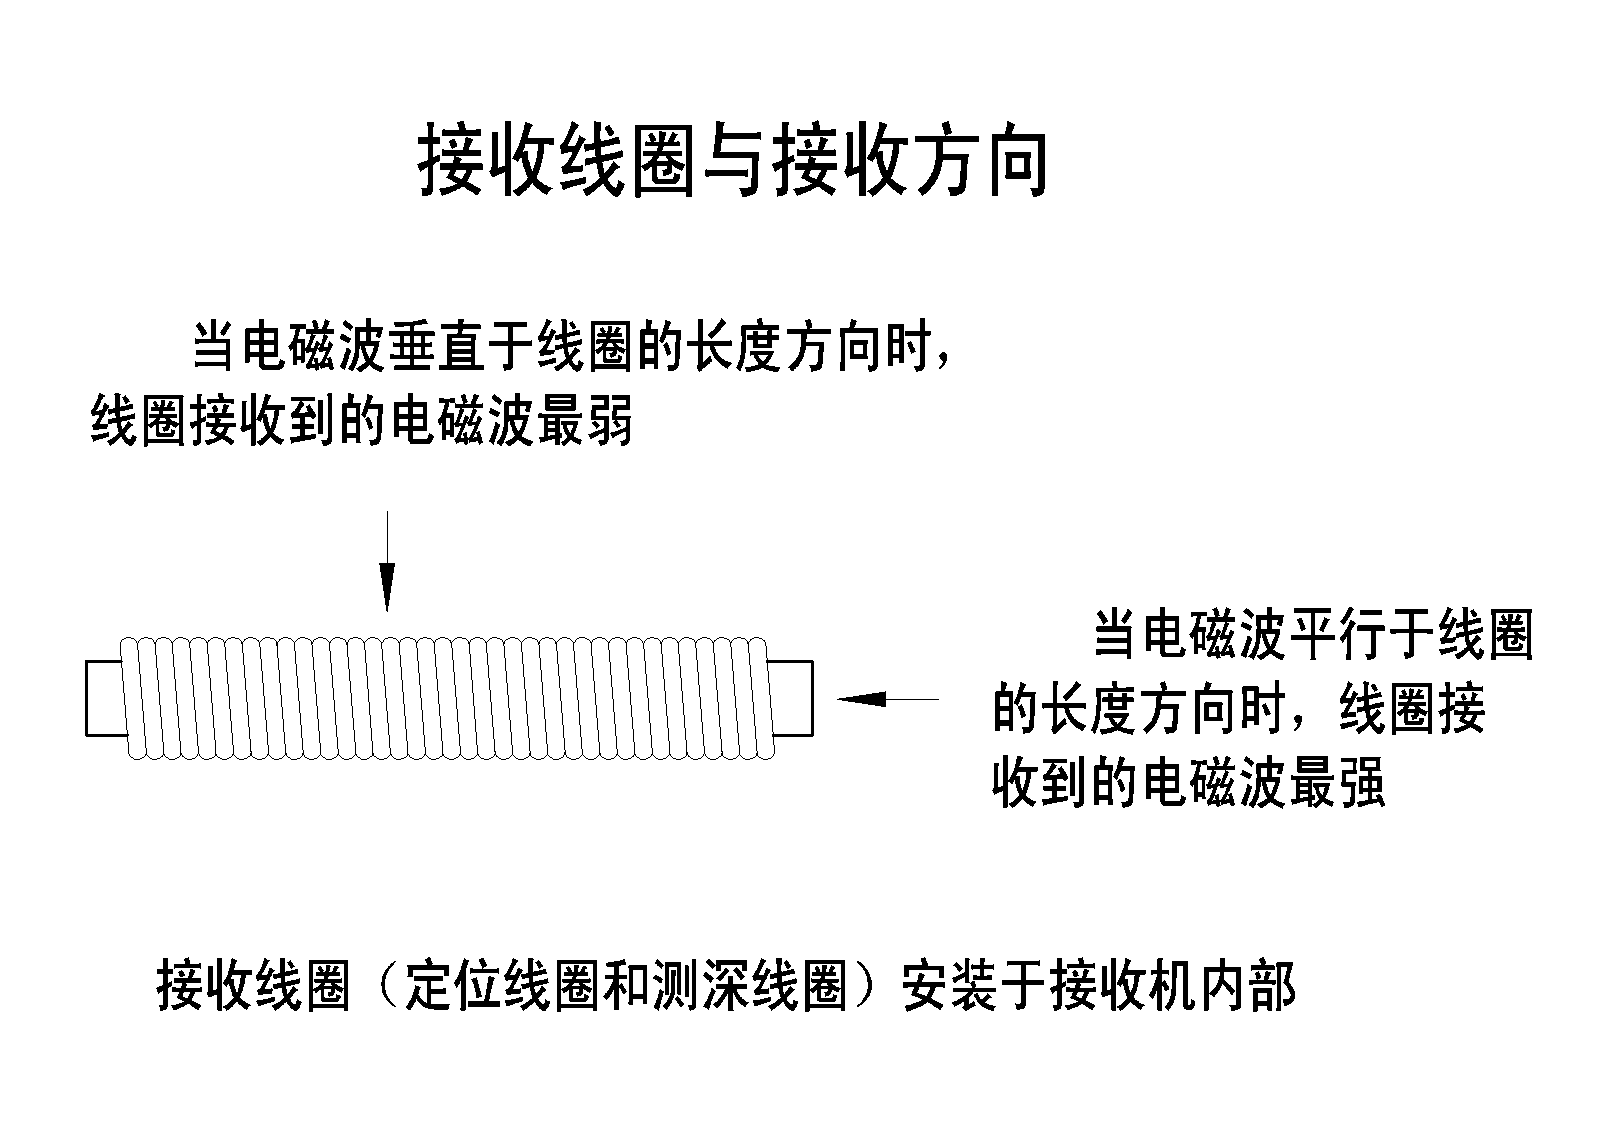 接收线圈与接收方向
当电磁波垂直于线圈的长度方向时，
线圈接收到的电磁波最弱
当电磁波平行于线圈
的长度方向时，线圈接
收到的电磁波最强
接收线圈（定位线圈和测深线圈）安装于接收机内部